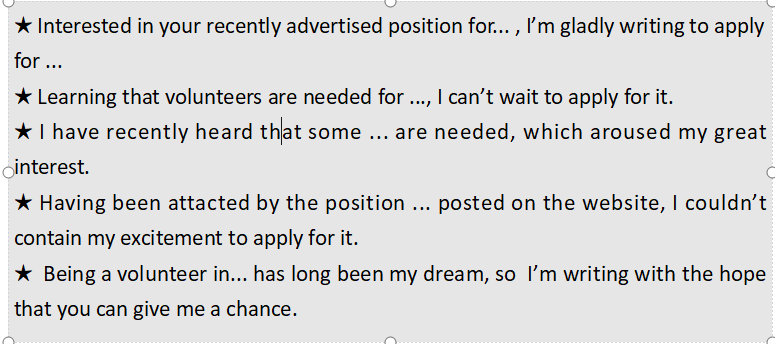 ★ Interested in your recently advertised position for... , I’m gladly writing to apply
for ...
★ Learning that volunteers are needed for ..., I can’t wait to apply for it.
★ I have recently heard that some ... are needed, which aroused my great
interest.
★ Having been attacted by the position ... posted on the website, I couldn’t
contain my excitement to apply for it.
★ Being a volunteer in... has long been my dream, so I’m writing with the hope
that you can give me a chance.